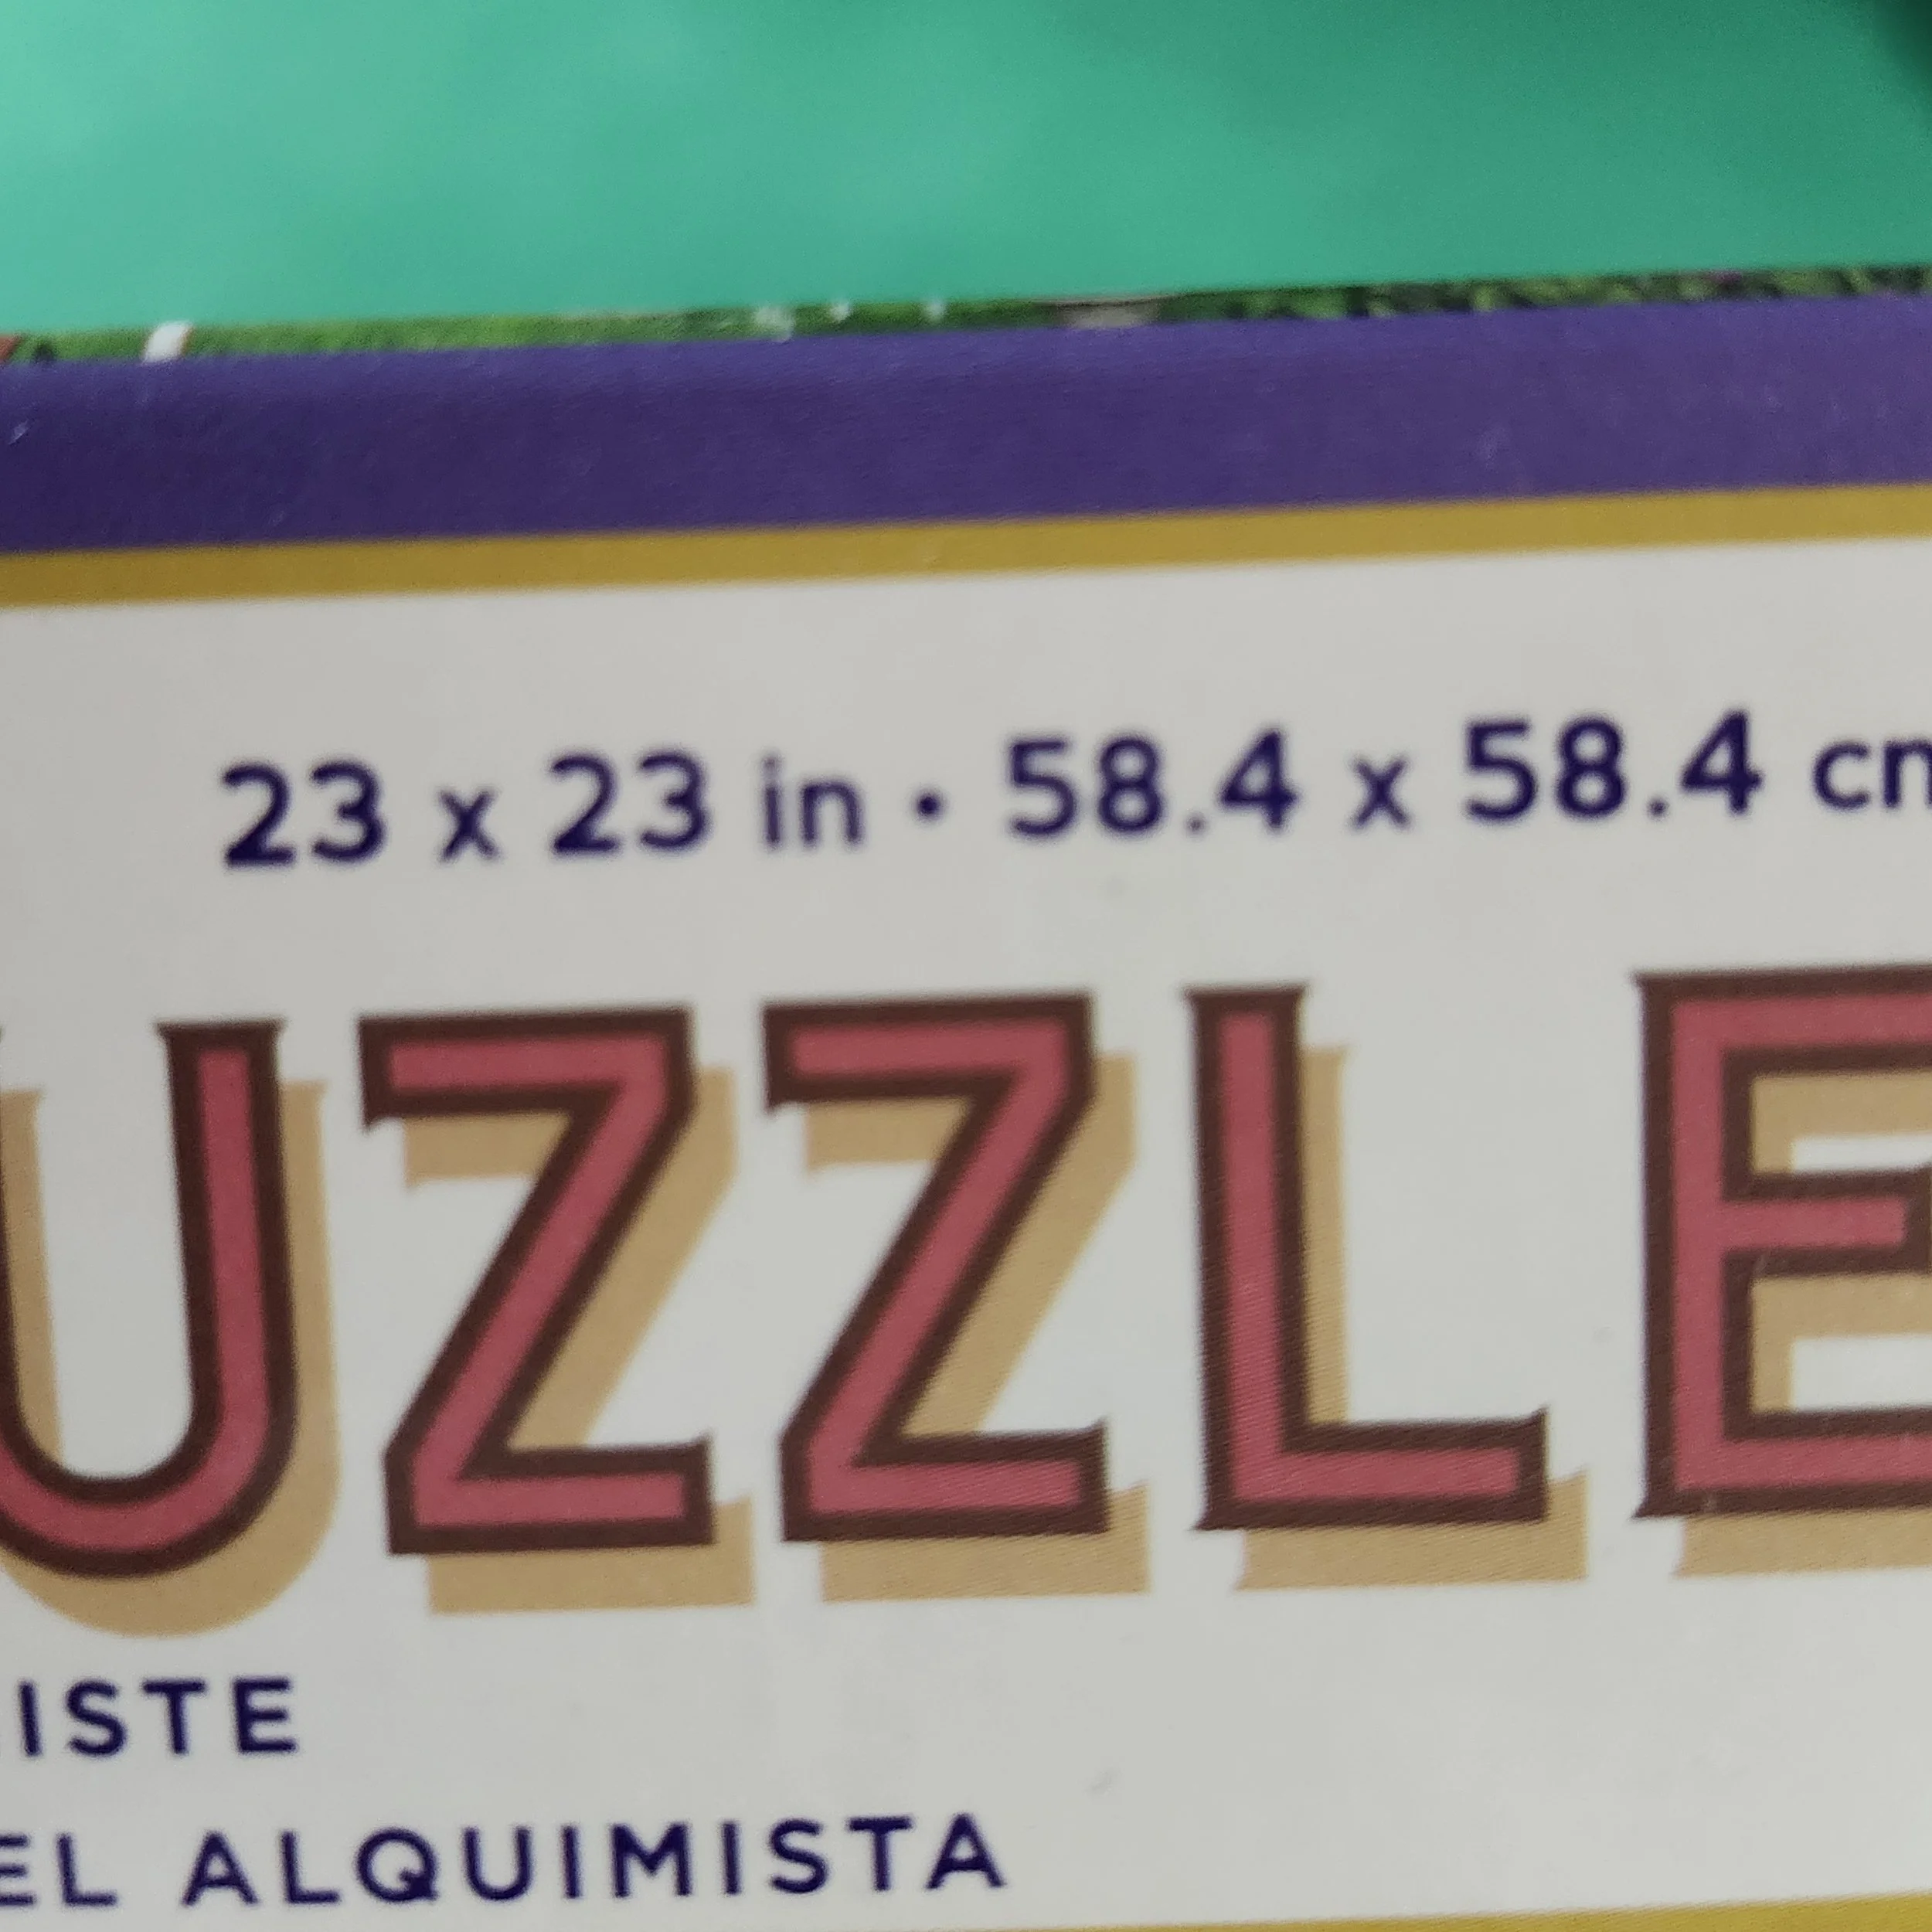 23 x 23 in • 58.4 x 58.4 cm
UZZLE
ISTE
EL ALQUIMISTA